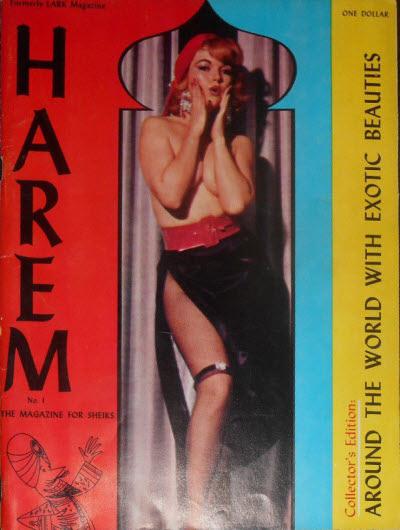 Formerly LARK Magazine
ONE DOLLAR
HAREM
No. 1
THE MAGAZINE FOR SHEIKS
Collector's Edition:
AROUND THE WORLD WITH EXOTIC BEAUTIES